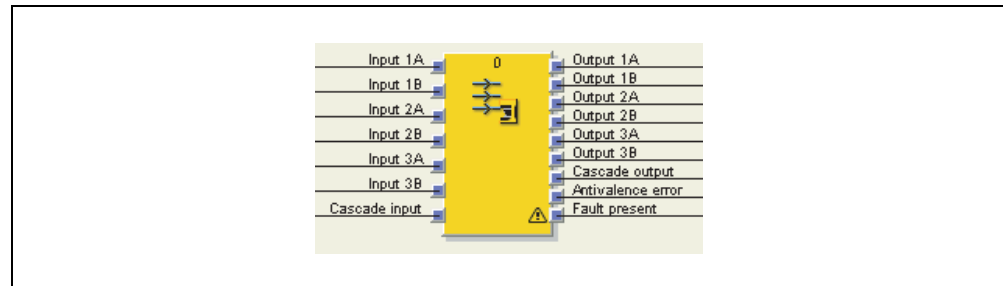 Input 1A
Input 1B
Input 2A
Input 2B
Input 3A
Input 3B
Cascade input
0
Output 1A
Output 1B
Output 2A
Output 2B
Output 3A
Output 3B
Cascade output
Antivalence error
Fault present